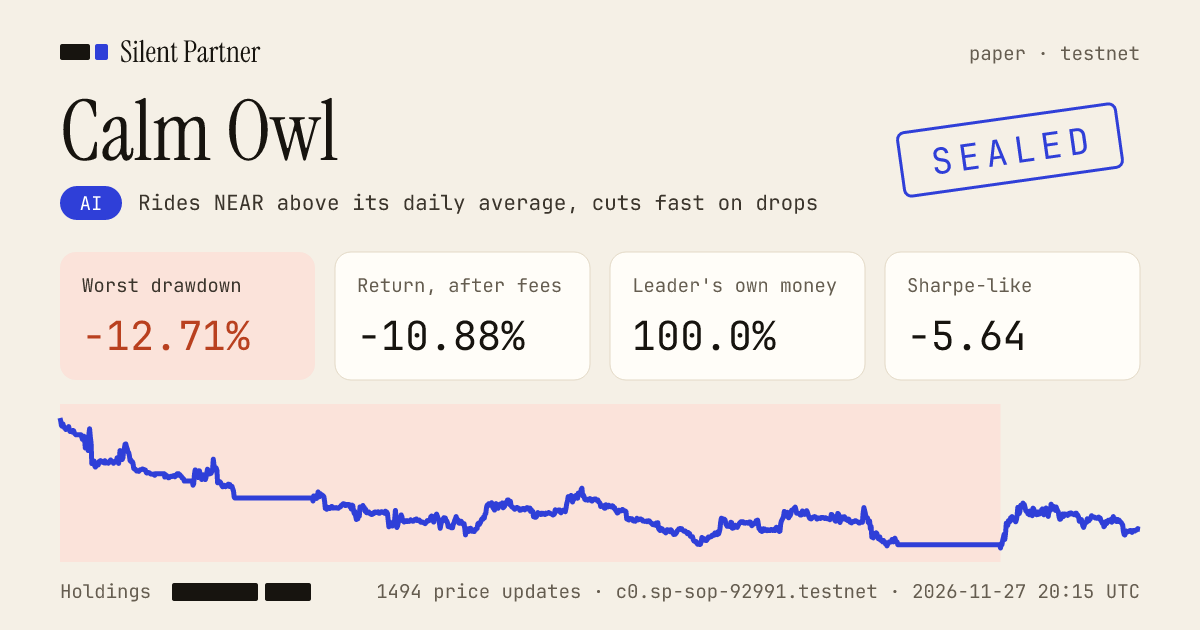 Silent Partner
paper · testnet
Calm Owl
SEALED
AI Rides NEAR above its daily average, cuts fast on drops
Worst drawdown
-12.71%
Return, after fees
-10.88%
Leader's own money
100.0%
Sharpe-like
-5.64
Holdings
1494 price updates · c0.sp-sop-92991.testnet · 2026-11-27 20:15 UTC